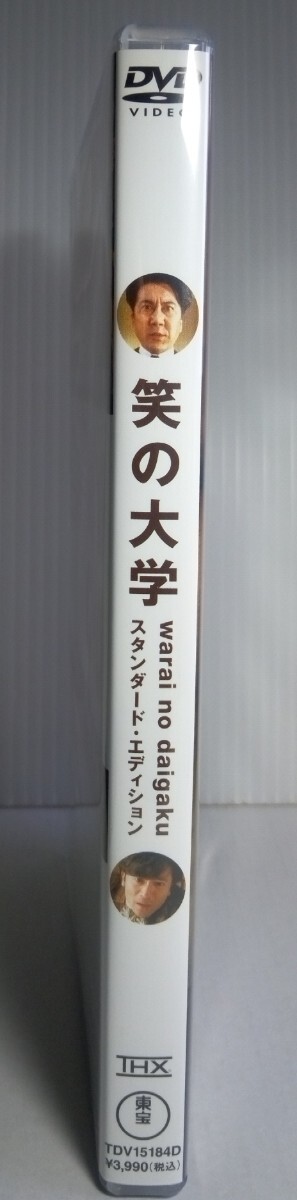 DVD
VIDEO
笑の大学
warai no daigaku
スタンダード・エディション
THX
東宝
TDV15184D
¥3,990(税込)